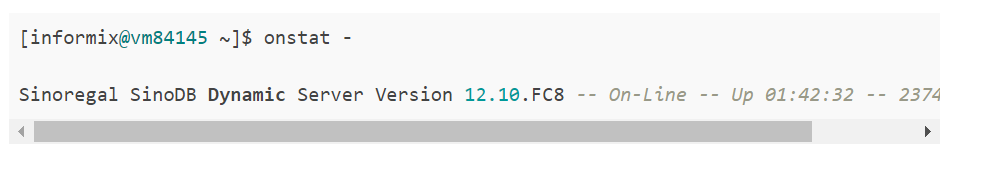 [informix@vm84145 ~]$ onstat -
Sinoregal SinoDB Dynamic Server Version 12.10.FC8 -- On-Line -- Up 01:42:32 -- 2374